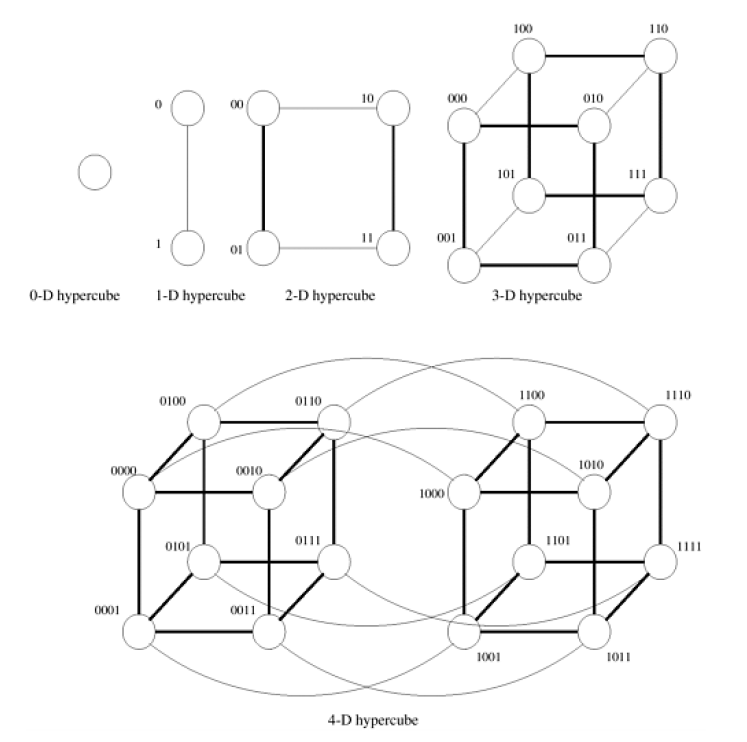 100 110
000 010
0 00 10
101 111
1 01 11 001 011
0-D hypercube 1-D hypercube 2-D hypercube 3-D hypercube
0100 0110 1100 1110
0000 0010 1000 1010
0101 0111 1101 1111
0001 0011 1001 1011
4-D hypercube